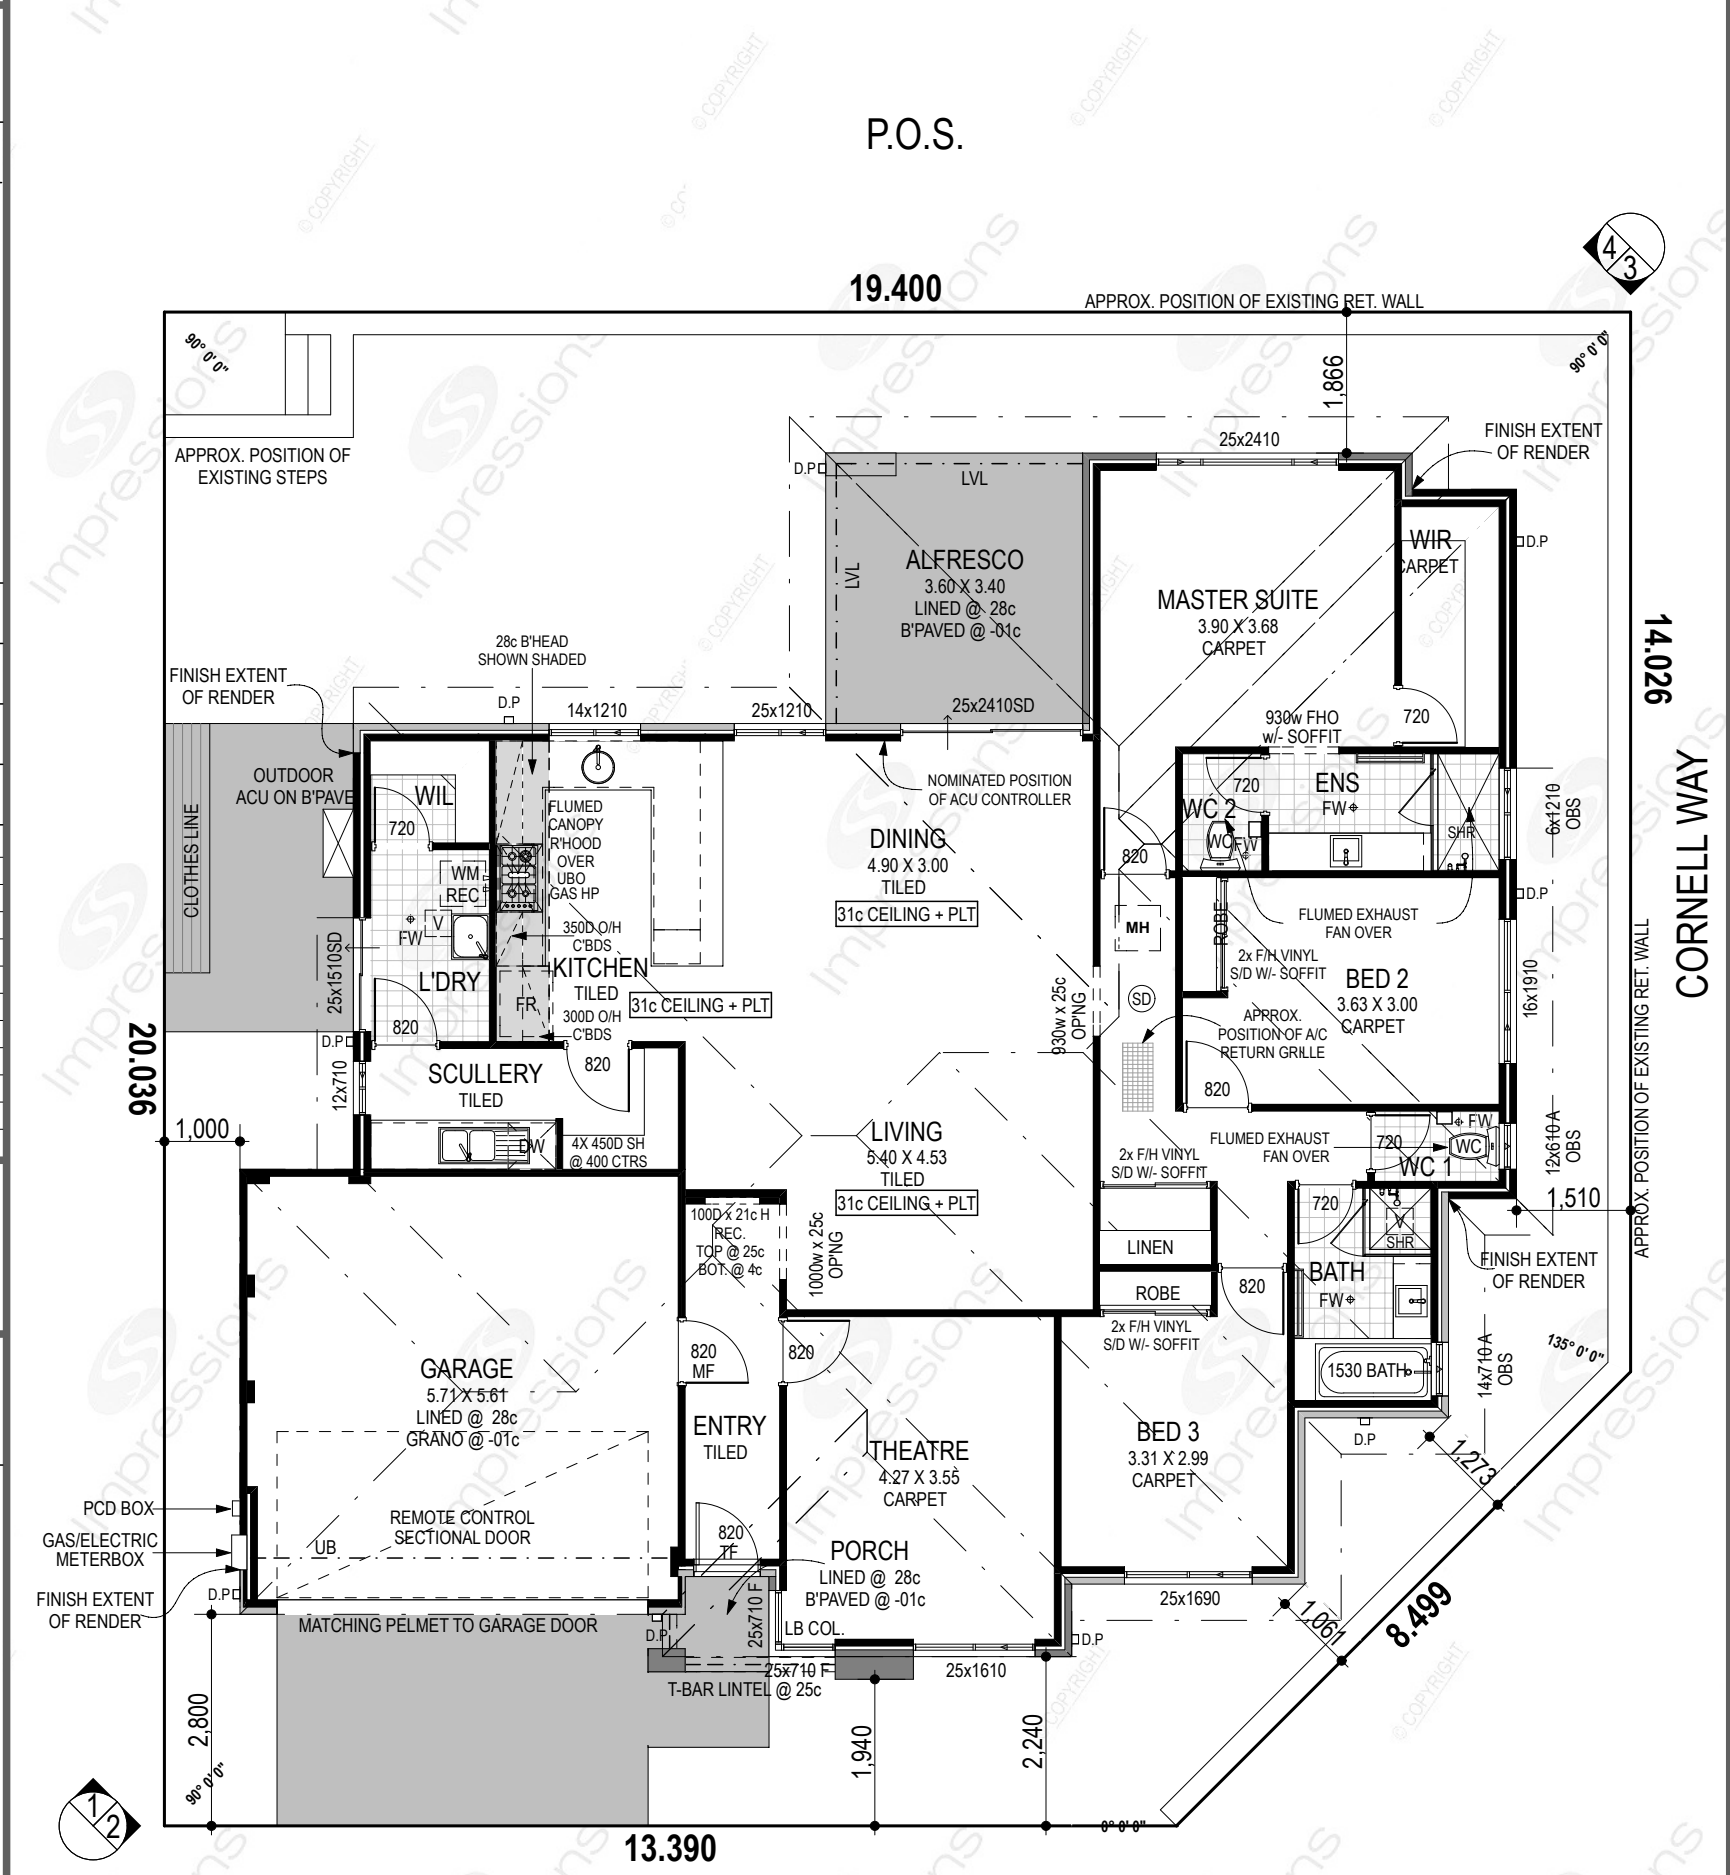 P.O.S.
19.400
APPROX. POSITION OF EXISTING RET. WALL
4
3
90° 0' 0"
90° 0' 0"
1,866
APPROX. POSITION OF
EXISTING STEPS
25x2410
FINISH EXTENT
OF RENDER
D.P
LVL
LVL
ALFRESCO
3.60 X 3.40
LINED @ 28c
B'PAVED @ -01c
WIR
CARPET
D.P
MASTER SUITE
3.90 X 3.68
CARPET
14.026
28c B'HEAD
SHOWN SHADED
FINISH EXTENT
OF RENDER
D.P
14x1210
25x1210
25x2410SD
930w FHO
w/- SOFFIT
720
OUTDOOR
ACU ON B'PAVE
WIL
720
NOMINATED POSITION
OF ACU CONTROLLER
720
ENS
FW
WC 2
WC
FW
SHR
6x1210
OBS
CORNELL WAY
CLOTHES LINE
FLUMED
CANOPY
R'HOOD
OVER
UBO
GAS HP
DINING
4.90 X 3.00
TILED
31c CEILING + PLT
820
WM
REC
V
FW
L'DRY
25x1510SD
820
350D O/H
C'BDS
KITCHEN
TILED
31c CEILING + PLT
FR
300D O/H
C'BDS
MH
SD
930w x 25c
OP'NG
ROBE
FLUMED EXHAUST
FAN OVER
2x F/H VINYL
S/D W/- SOFFIT
BED 2
3.63 X 3.00
CARPET
D.P
16x1910
APPROX.
POSITION OF A/C
RETURN GRILLE
820
APPROX. POSITION OF EXISTING RET. WALL
20.036
D.P
12x710
SCULLERY
TILED
820
1,000
DW
4X 450D SH
@ 400 CTRS
LIVING
5.40 X 4.53
TILED
31c CEILING + PLT
2x F/H VINYL
S/D W/- SOFFIT
FLUMED EXHAUST
FAN OVER
720
FW
WC
WC 1
12x610 A
OBS
1,510
100D x 21c H
REC.
TOP @ 25c
BOT. @ 4c
1000w x 25c
OP'NG
LINEN
ROBE
2x F/H VINYL
S/D W/- SOFFIT
820
720
V
SHR
BATH
FW
1530 BATH
FINISH EXTENT
OF RENDER
14x710 A
OBS
135° 0' 0"
GARAGE
5.71 X 5.61
LINED @ 28c
GRANO @ -01c
820
MF
820
ENTRY
TILED
THEATRE
4.27 X 3.55
CARPET
BED 3
3.31 X 2.99
CARPET
D.P
1,273
PCD BOX
GAS/ELECTRIC
METERBOX
FINISH EXTENT
OF RENDER
D.P
REMOTE CONTROL
SECTIONAL DOOR
UB
820
TF
PORCH
LINED @ 28c
B'PAVED @ -01c
25x710 F
LB COL.
25x1690
1,061
8.499
MATCHING PELMET TO GARAGE DOOR
D.P
D.P
25x710 F
25x1610
T-BAR LINTEL @ 25c
2,800
1,940
2,240
90° 0' 0"
1
2
13.390
Impressions
© COPYRIGHT